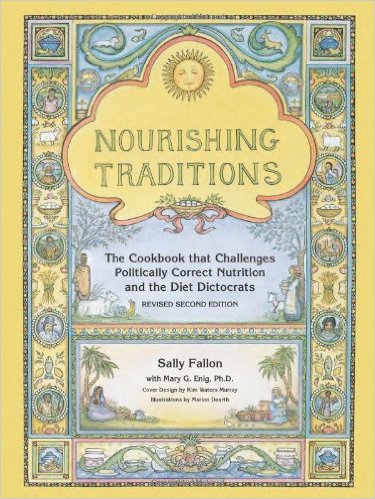 NOURISHING
TRADITIONS
The Cookbook that Challenges
Politically Correct Nutrition
and the Diet Dictocrats
REVISED SECOND EDITION
Sally Fallon
with Mary G. Enig, Ph.D.
Cover Design by Kim Waters Murray
Illustrations by Marion Dearth